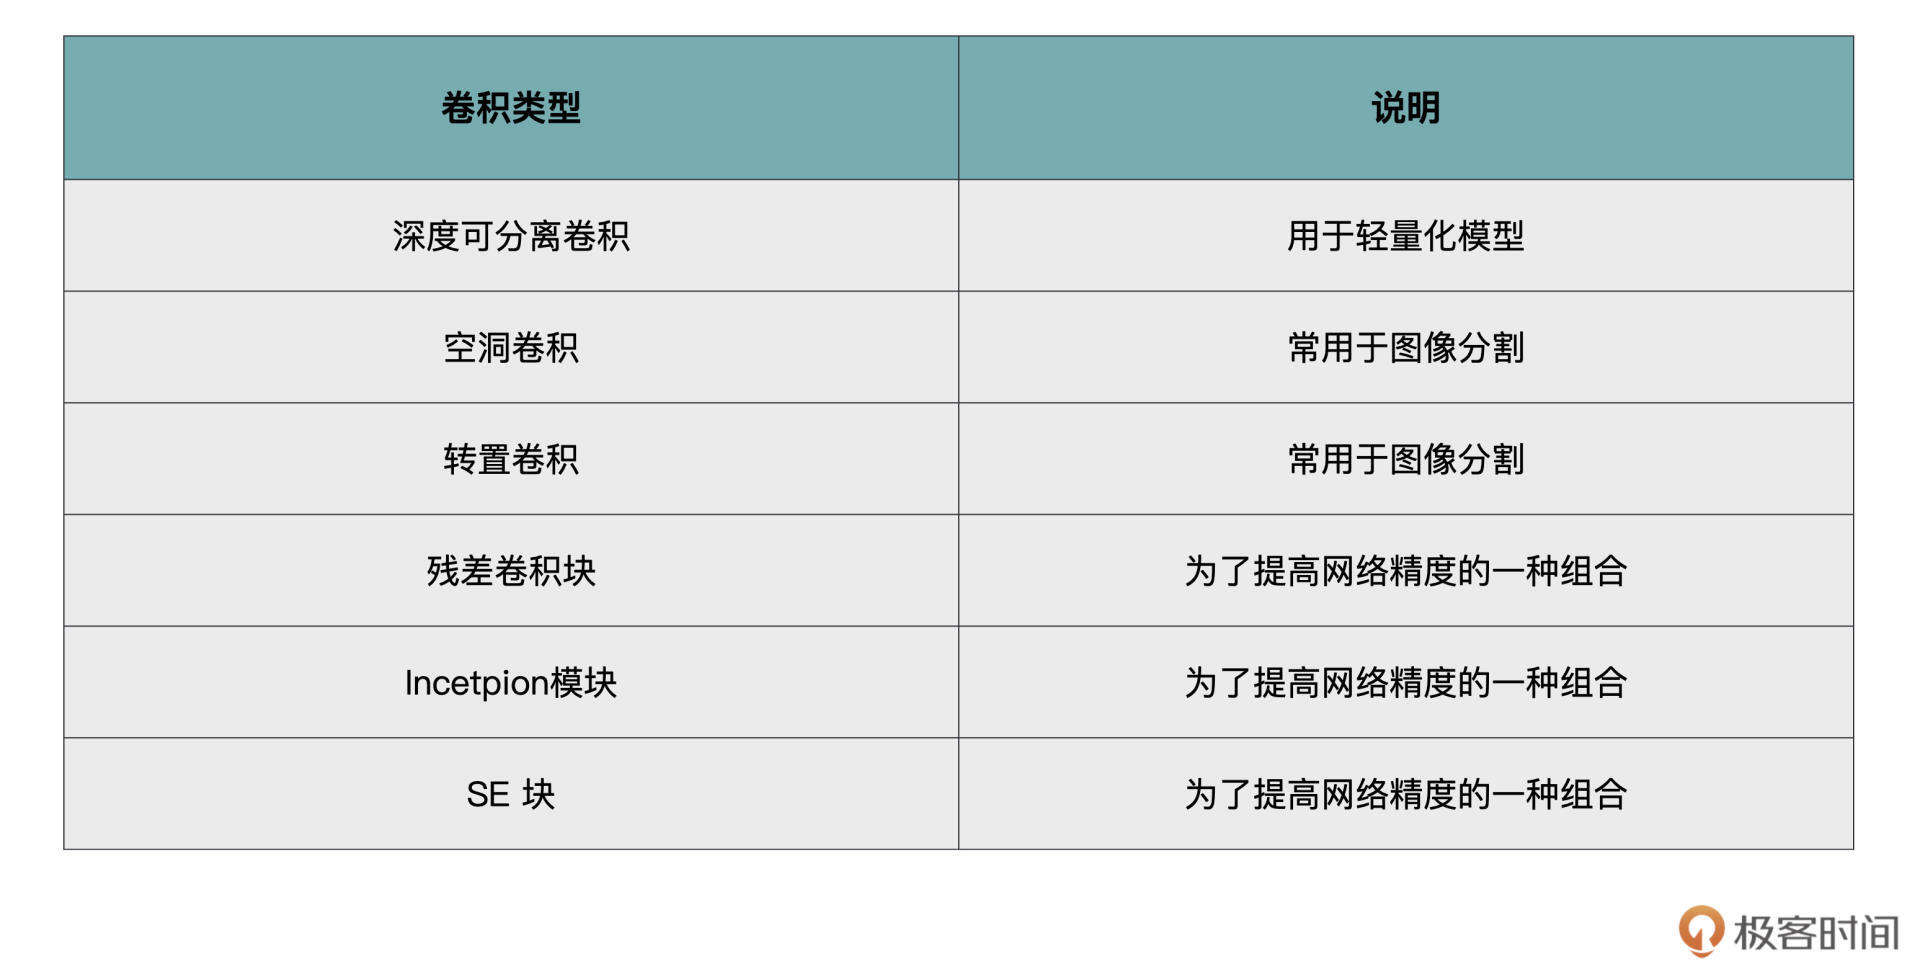 卷积类型 说明
深度可分离卷积 用于轻量化模型
空洞卷积 常用于图像分割
转置卷积 常用于图像分割
残差卷积块 为了提高网络精度的一种组合
Incetpion模块 为了提高网络精度的一种组合
SE 块 为了提高网络精度的一种组合
极客时间